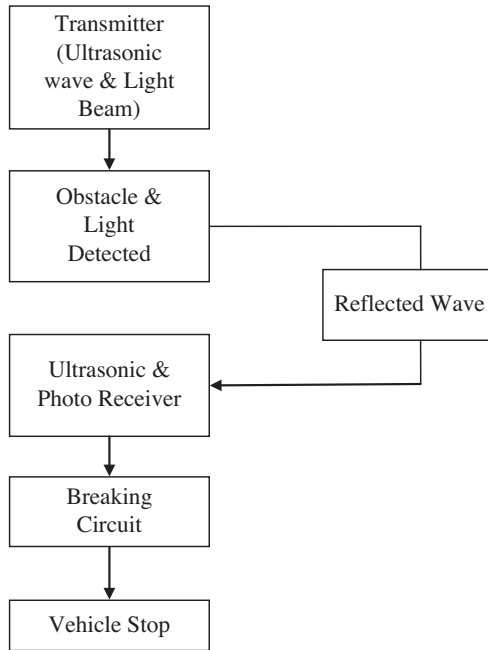 Transmitter
(Ultrasonic
wave & Light
Beam)
Obstacle &
Light
Detected
Reflected Wave
Ultrasonic &
Photo Receiver
Breaking
Circuit
Vehicle Stop